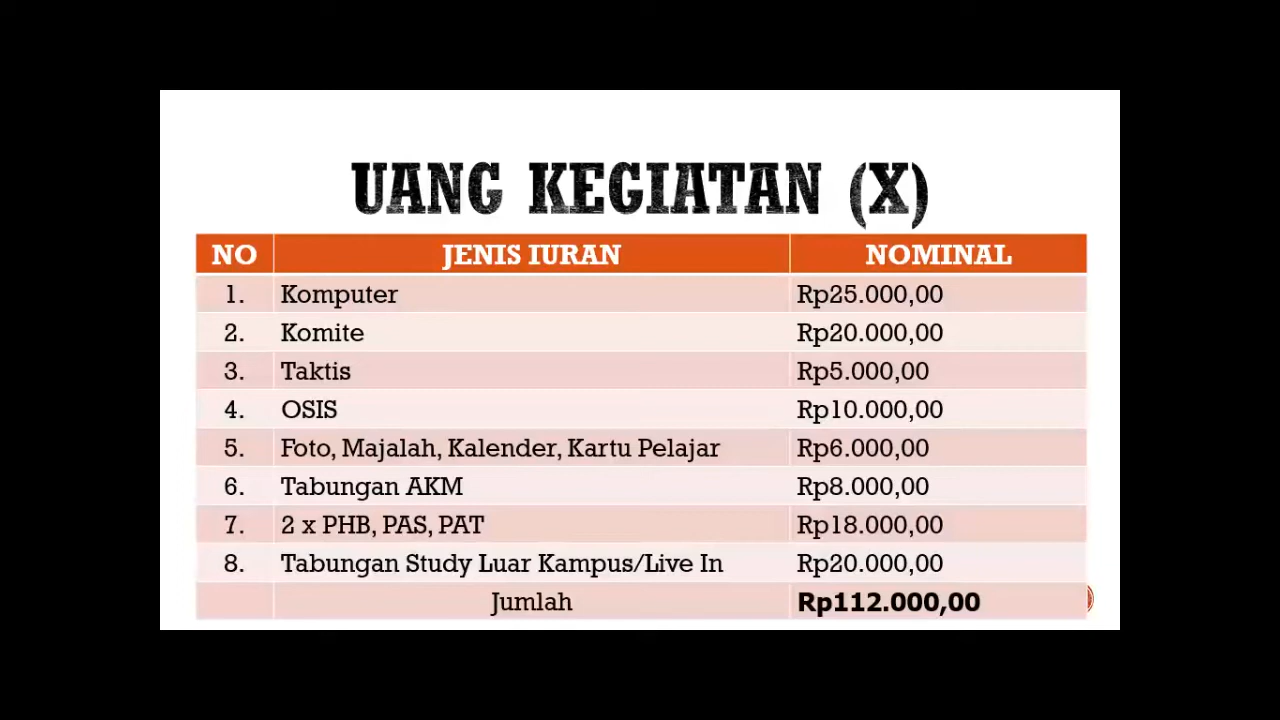 UANG KEGIATAN (X)
NO JENIS IURAN NOMINAL
1. Komputer Rp25.000,00
2. Komite Rp20.000,00
3. Taktis Rp5.000,00
4. OSIS Rp10.000,00
5. Foto, Majalah, Kalender, Kartu Pelajar Rp6.000,00
6. Tabungan AKM Rp8.000,00
7. 2 x PHB, PAS, PAT Rp18.000,00
8. Tabungan Study Luar Kampus/Live In Rp20.000,00
Jumlah Rp112.000,00